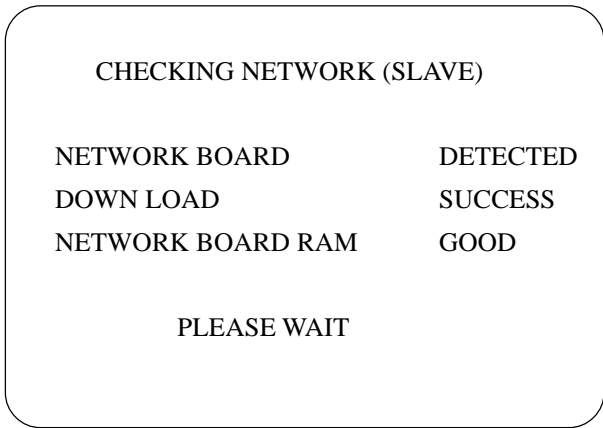 CHECKING NETWORK (SLAVE)
NETWORK BOARD DETECTED
DOWN LOAD SUCCESS
NETWORK BOARD RAM GOOD
PLEASE WAIT